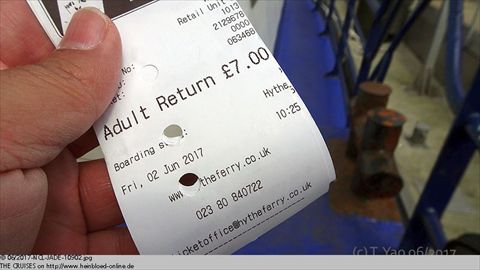 Retail Unit
1013
2129678
0000
063468
No:
Adult Return £7.00
Hythe
Boarding
10:25
Fri, 02 Jun 2017
www. ytheferry.co.uk
023 80 840722
icketoffice@hytheferry.co.uk
(c)T.Yao 06/2017
© 06/2017-NCL-JADE-10902.jpg
THE CRUISES on http://www.heinbloed-online.de